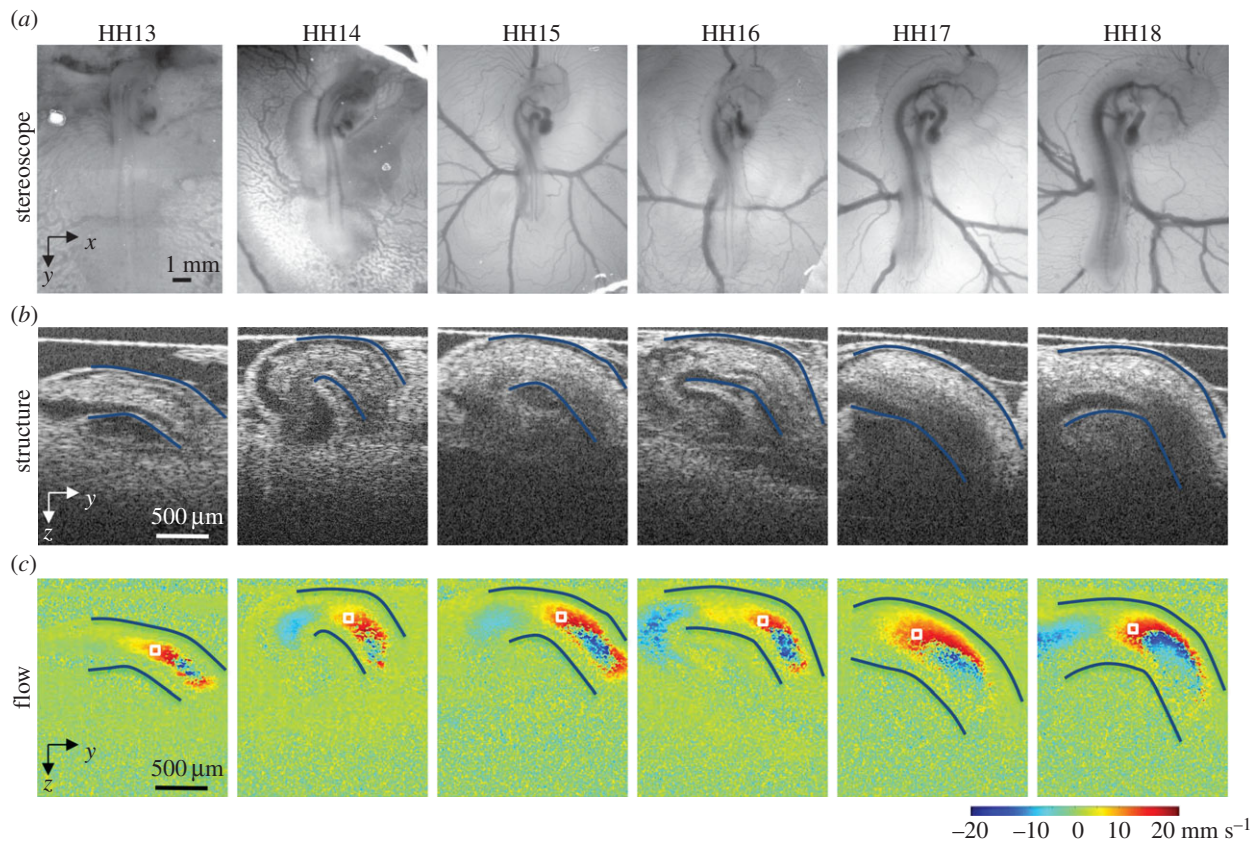 (a)
HH13 HH14 HH15 HH16 HH17 HH18
stereoscope
x
y
1 mm
(b)
structure
y
z
500 µm
(c)
flow
y
z
500 µm
–20 –10 0 10 20 mm s–1